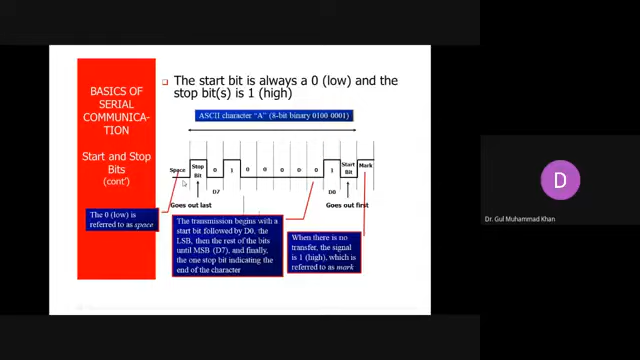 BASICS OF
SERIAL
COMMUNICA-
TION
Start and Stop
Bits
(cont')
The start bit is always a 0 (low) and the
stop bit(s) is 1 (high)
ASCII character "A" (8-bit binary 0100 0001)
Space
Stop
Bit
0 1 0 0 0 0 0 1
Start
Bit
Mark
D7
D0
Goes out last
Goes out first
The 0 (low) is
referred to as space
The transmission begins with a
start bit followed by D0, the
LSB, then the rest of the bits
until MSB (D7), and finally,
the one stop bit indicating the
end of the character
When there is no
transfer, the signal
is 1 (high), which is
referred to as mark
D
Dr. Gul Muhammad Khan